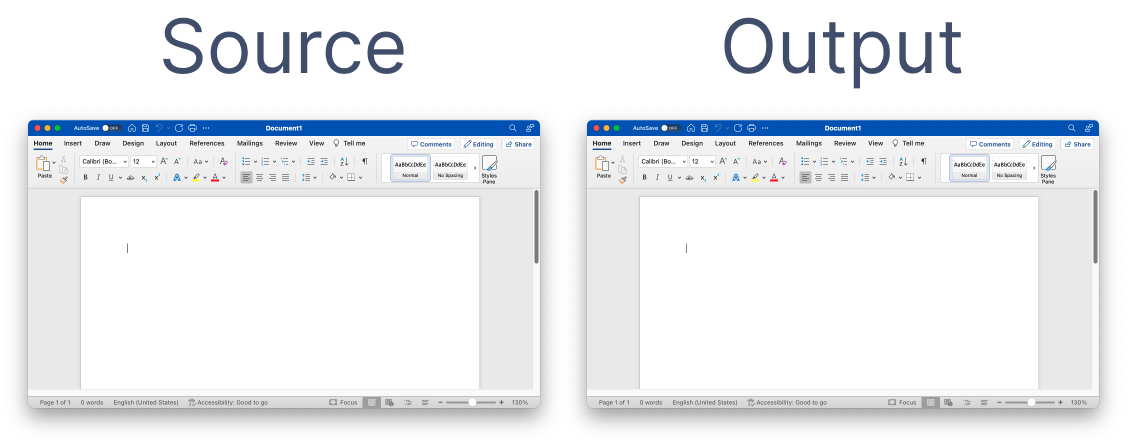 Source Output
AutoSave OFF Document1
Home Insert Draw Design Layout References Mailings Review View Tell me Comments Editing Share
Paste Calibri (Bo... 12 A A Aa A AaBbCcDdEe AaBbCcDdEe
B I U ab x x A A Normal No Spacing Styles Pane
Page 1 of 1 0 words English (United States) Accessibility: Good to go Focus 130%
AutoSave OFF Document1
Home Insert Draw Design Layout References Mailings Review View Tell me Comments Editing Share
Paste Calibri (Bo... 12 A A Aa A AaBbCcDdEe AaBbCcDdEe
B I U ab x x A A Normal No Spacing Styles Pane
Page 1 of 1 0 words English (United States) Accessibility: Good to go Focus 130%